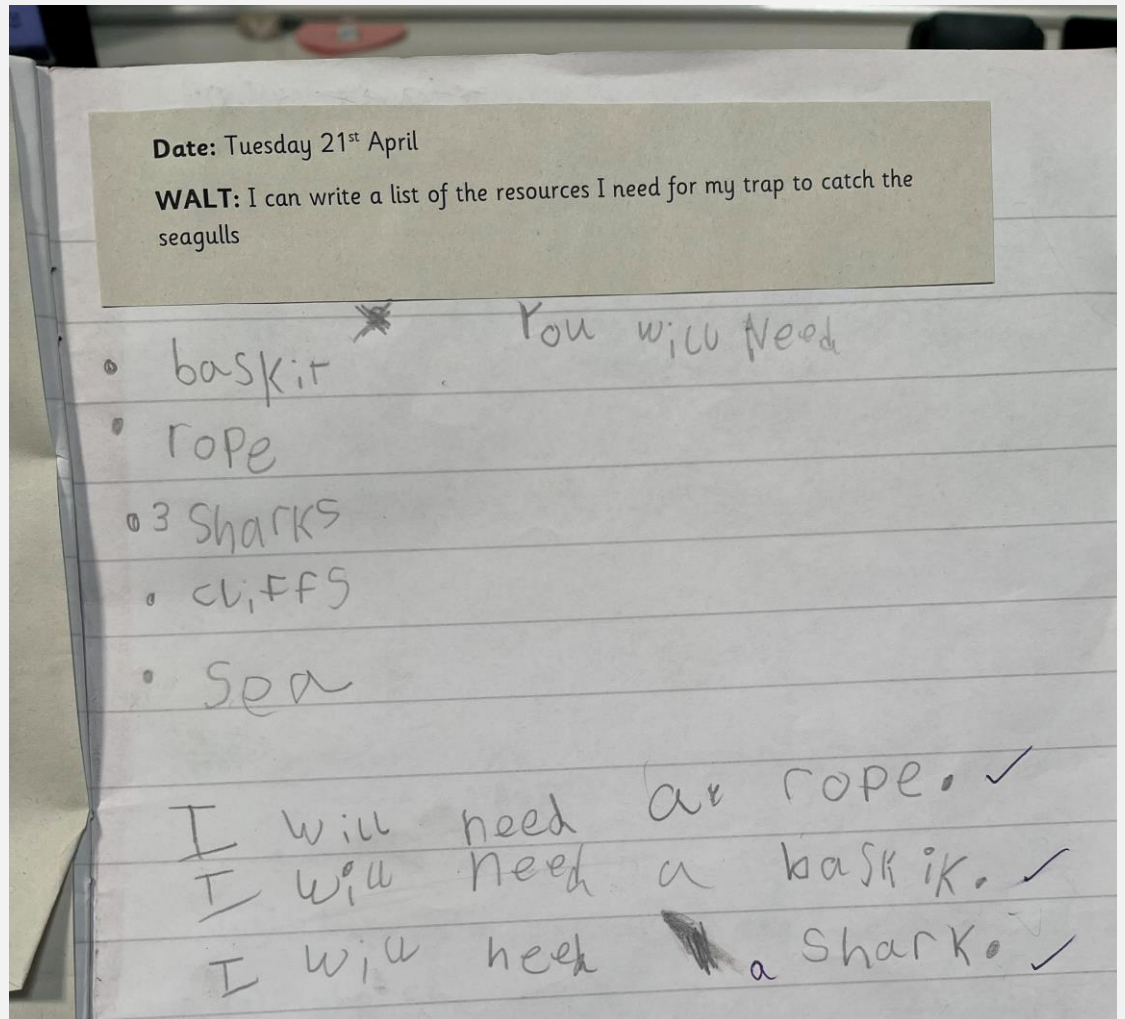 Date: Tuesday 21st April
WALT: I can write a list of the resources I need for my trap to catch the
seagulls
You will Need
• baskit
• rope
• 3 Sharks
• cliffs
• Sea
I will need a rope. ✓
I will need a baskik. ✓
I will need a shark. ✓